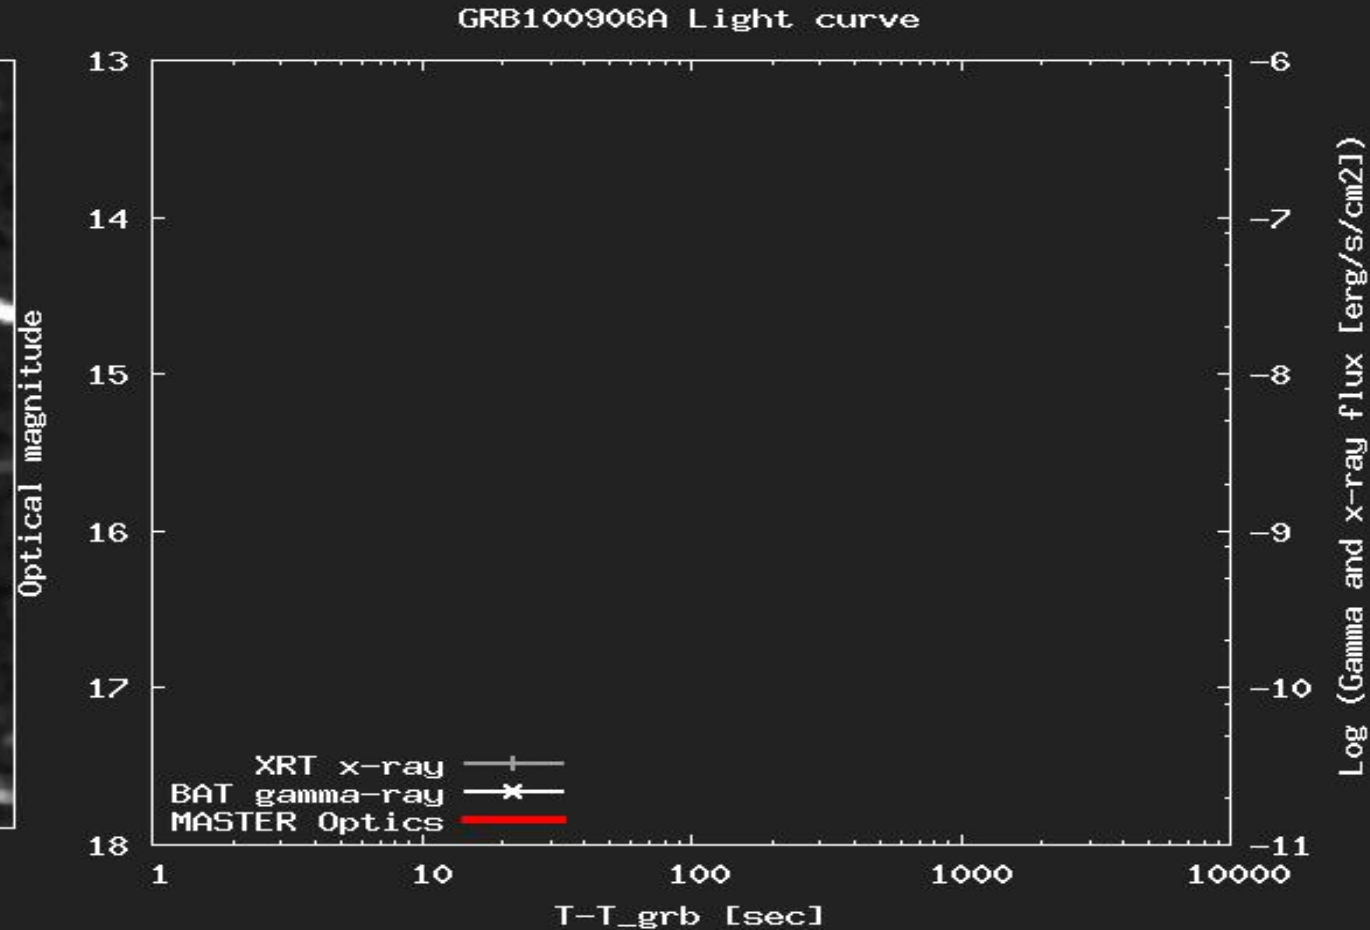 GRB100906A Light curve
13
14
15
16
17
18
Optical magnitude
-6
-7
-8
-9
-10
-11
Log (Gamma and x-ray flux [erg/s/cm2])
XRT x-ray
BAT gamma-ray
MASTER Optics
1 10 100 1000 10000
T-T_grb [sec]